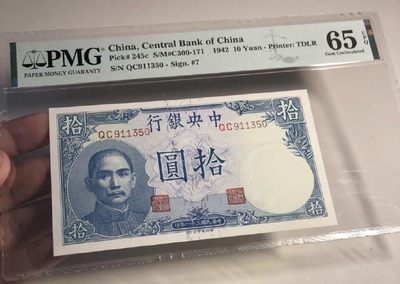 PMG
PAPER MONEY GUARANTY
China, Central Bank of China
Pick# 245c S/M#C300-171 1942 10 Yuan - Printer: TDLR
S/N QC911350 - Sign. #7
65 EPQ
Gem Uncirculated
拾 行銀央中 拾
QC911350 QC911350
圓拾
拾 拾